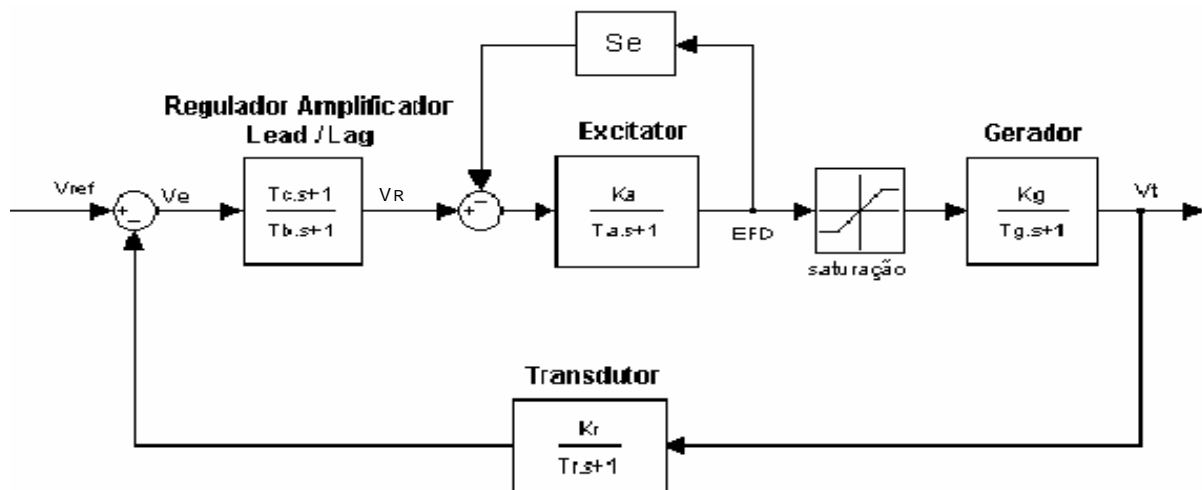 Se
Regulador Amplificador
Lead / Lag
Excitator
Gerador
Vref
+
−
Ve
Tc.s+1
Tb.s+1
VR
+
−
Ka
Ta.s+1
EFD
saturação
Kg
Tg.s+1
Vt
Transdutor
Kr
Tr.s+1